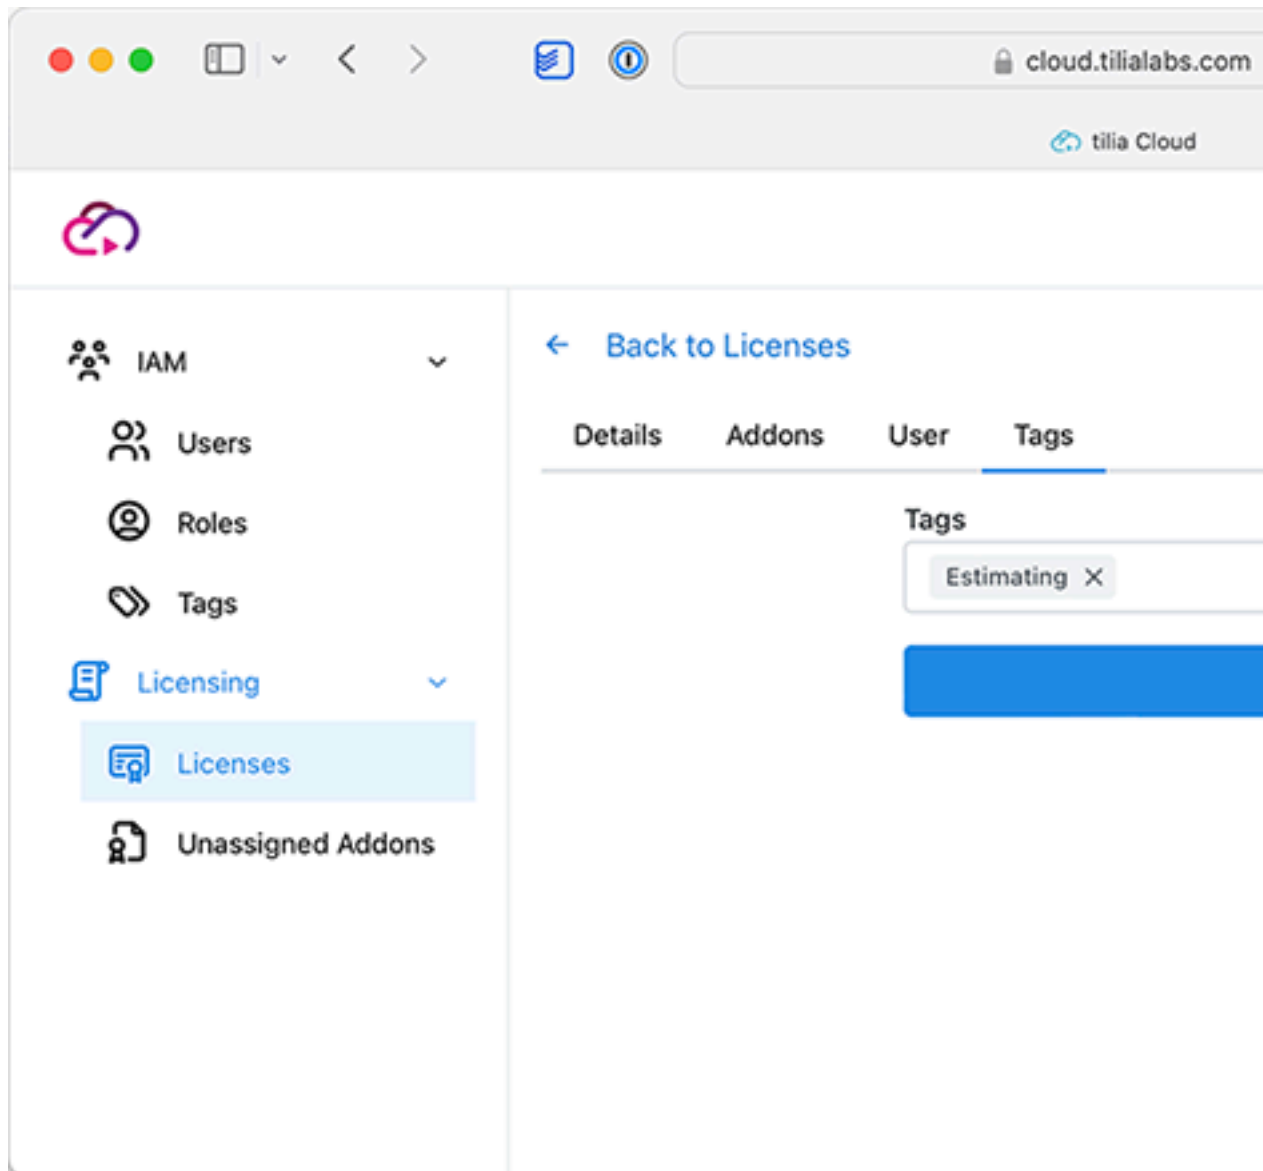 cloud.tilialabs.com
tilia Cloud
IAM
Users
Roles
Tags
Licensing
Licenses
Unassigned Addons
Back to Licenses
Details Addons User Tags
Tags
Estimating